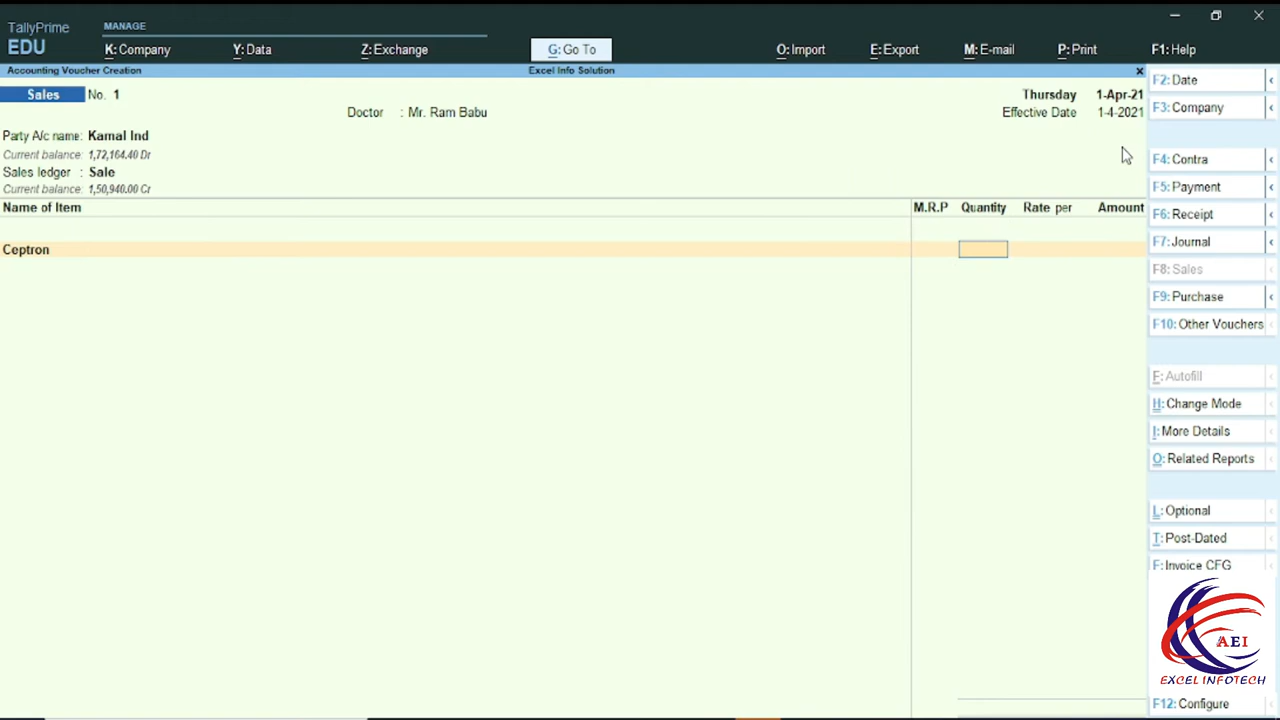 TallyPrime
EDU
MANAGE
K: Company
Y: Data
Z: Exchange
G: Go To
O: Import
E: Export
M: E-mail
P: Print
F1: Help
Accounting Voucher Creation
Excel Info Solution
×
Sales No. 1
Thursday 1-Apr-21
Doctor : Mr. Ram Babu
Effective Date 1-4-2021
Party A/c name: Kamal Ind
Current balance: 1,72,164.40 Dr
Sales ledger : Sale
Current balance: 1,50,940.00 Cr
Name of Item M.R.P Quantity Rate per Amount
Ceptron
F2: Date
F3: Company
F4: Contra
F5: Payment
F6: Receipt
F7: Journal
F8: Sales
F9: Purchase
F10: Other Vouchers
F: Autofill
H: Change Mode
I: More Details
O: Related Reports
L: Optional
T: Post-Dated
F: Invoice CFG
AEI
EXCEL INFOTECH
F12: Configure